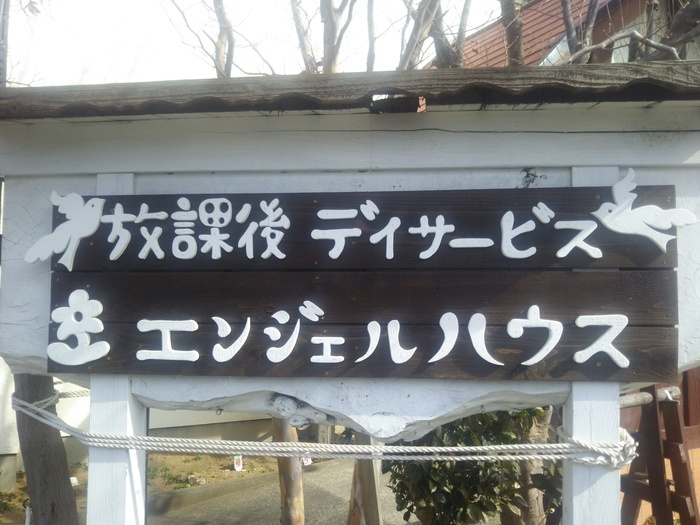 放課後 デイサービス
エンジェルハウス